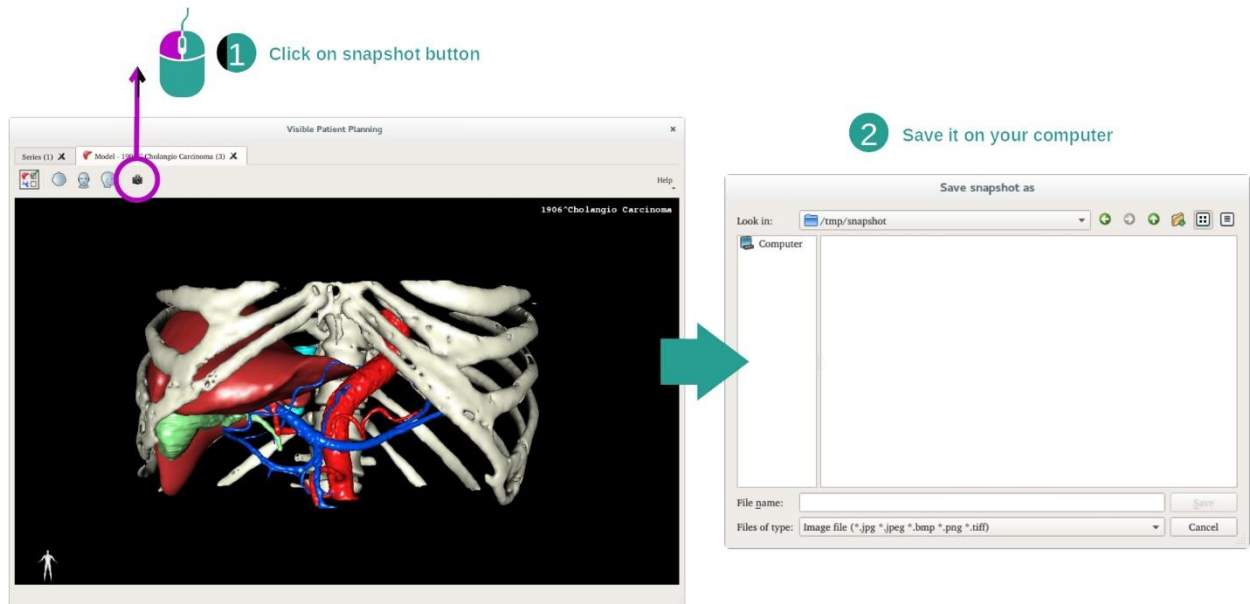 1 Click on snapshot button
Visible Patient Planning
Series (1)
Model - 1906^Cholangio Carcinoma (3)
Help
1906^Cholangio Carcinoma
2 Save it on your computer
Save snapshot as
Look in: /tmp/snapshot
Computer
File name: Save
Files of type: Image file (*.jpg *.jpeg *.bmp *.png *.tiff) Cancel